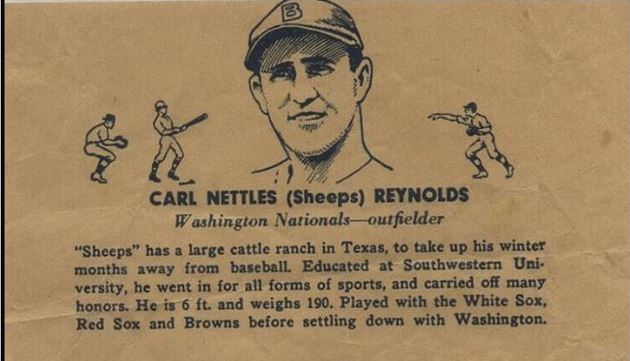 B
CARL NETTLES (Sheeps) REYNOLDS
Washington Nationals—outfielder
"Sheeps" has a large cattle ranch in Texas, to take up his winter
months away from baseball. Educated at Southwestern Uni-
versity, he went in for all forms of sports, and carried off many
honors. He is 6 ft. and weighs 190. Played with the White Sox,
Red Sox and Browns before settling down with Washington.